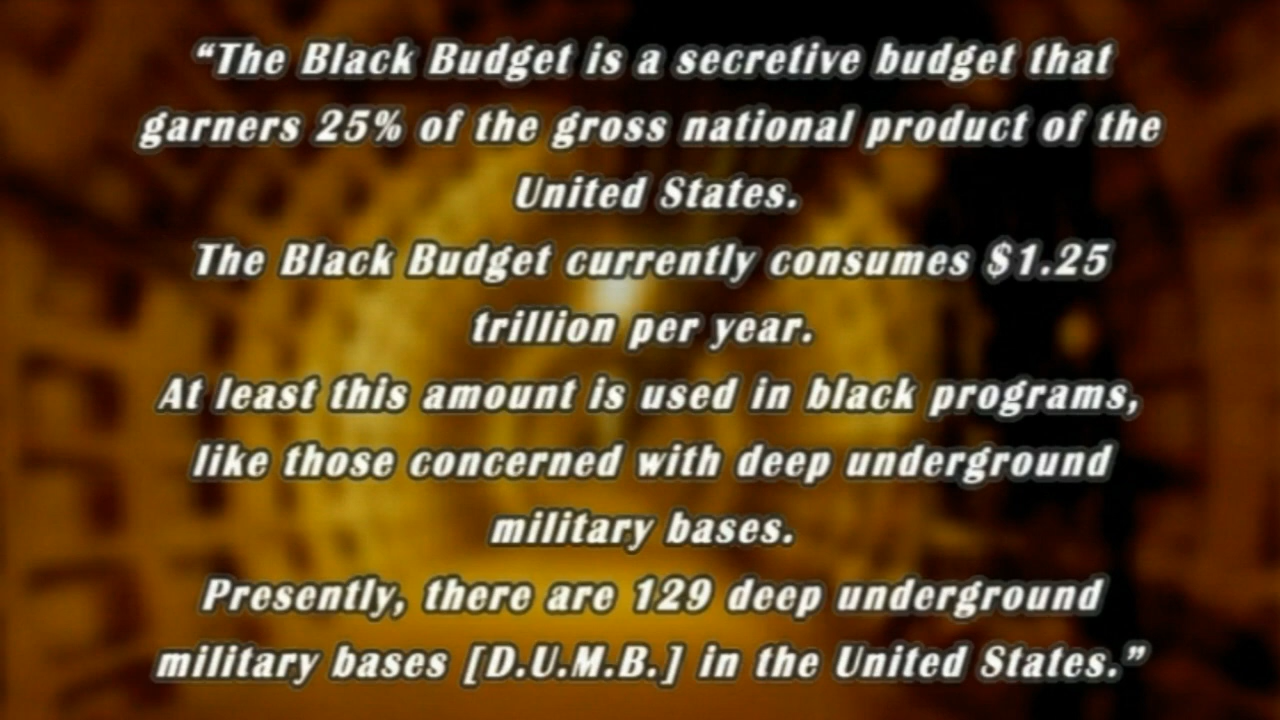 “The Black Budget is a secretive budget that
garners 25% of the gross national product of the
United States.
The Black Budget currently consumes $1.25
trillion per year.
At least this amount is used in black programs,
like those concerned with deep underground
military bases.
Presently, there are 129 deep underground
military bases [D.U.M.B.] in the United States.”